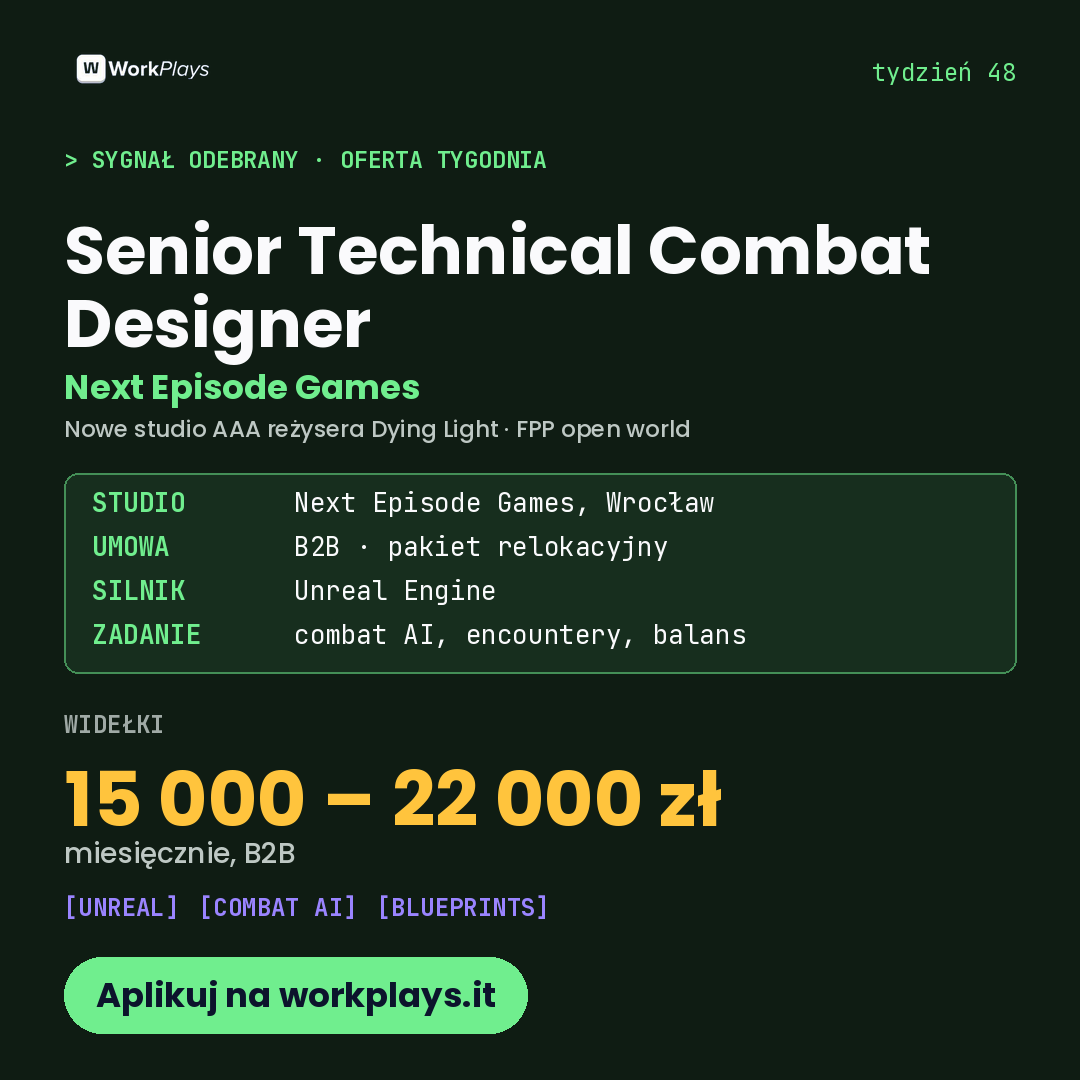 W WorkPlays
tydzień 48
> SYGNAŁ ODEBRANY · OFERTA TYGODNIA
Senior Technical Combat
Designer
Next Episode Games
Nowe studio AAA reżysera Dying Light · FPP open world
STUDIO Next Episode Games, Wrocław
UMOWA B2B · pakiet relokacyjny
SILNIK Unreal Engine
ZADANIE combat AI, encountery, balans
WIDEŁKI
15 000 – 22 000 zł
miesięcznie, B2B
[UNREAL] [COMBAT AI] [BLUEPRINTS]
Aplikuj na workplays.it